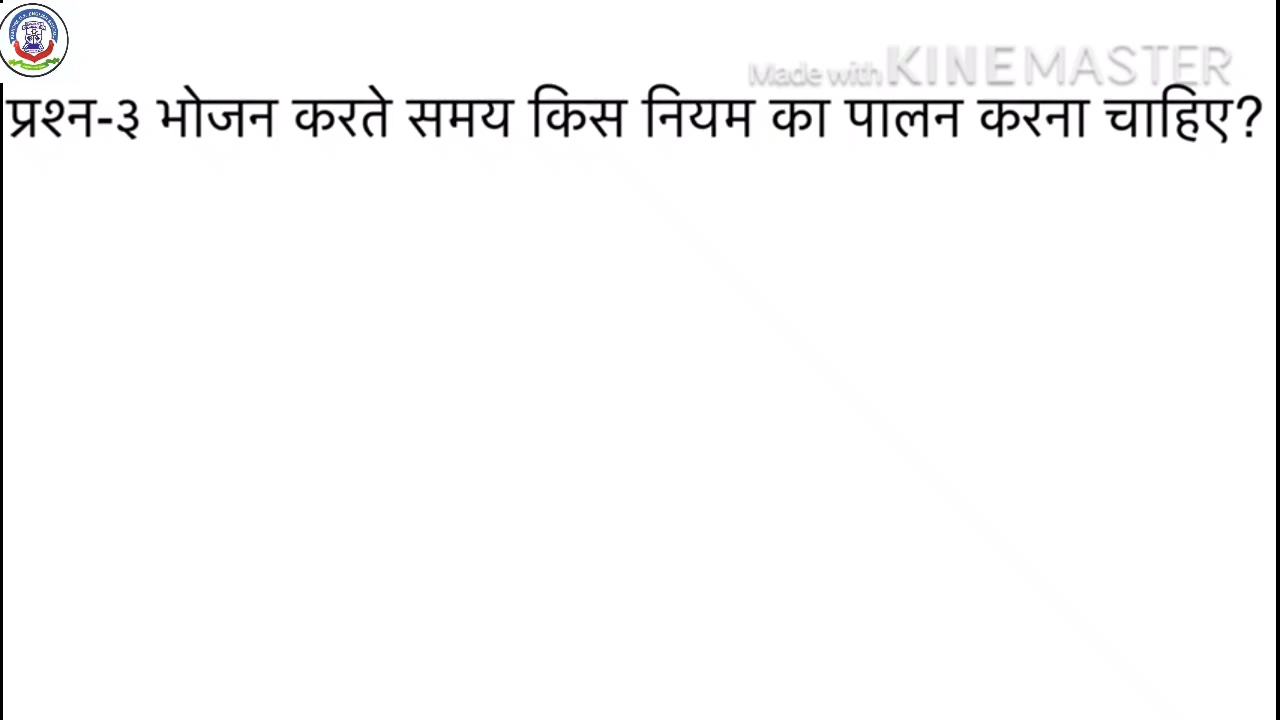 Made with KINEMASTER
प्रश्न-३ भोजन करते समय किस नियम का पालन करना चाहिए?